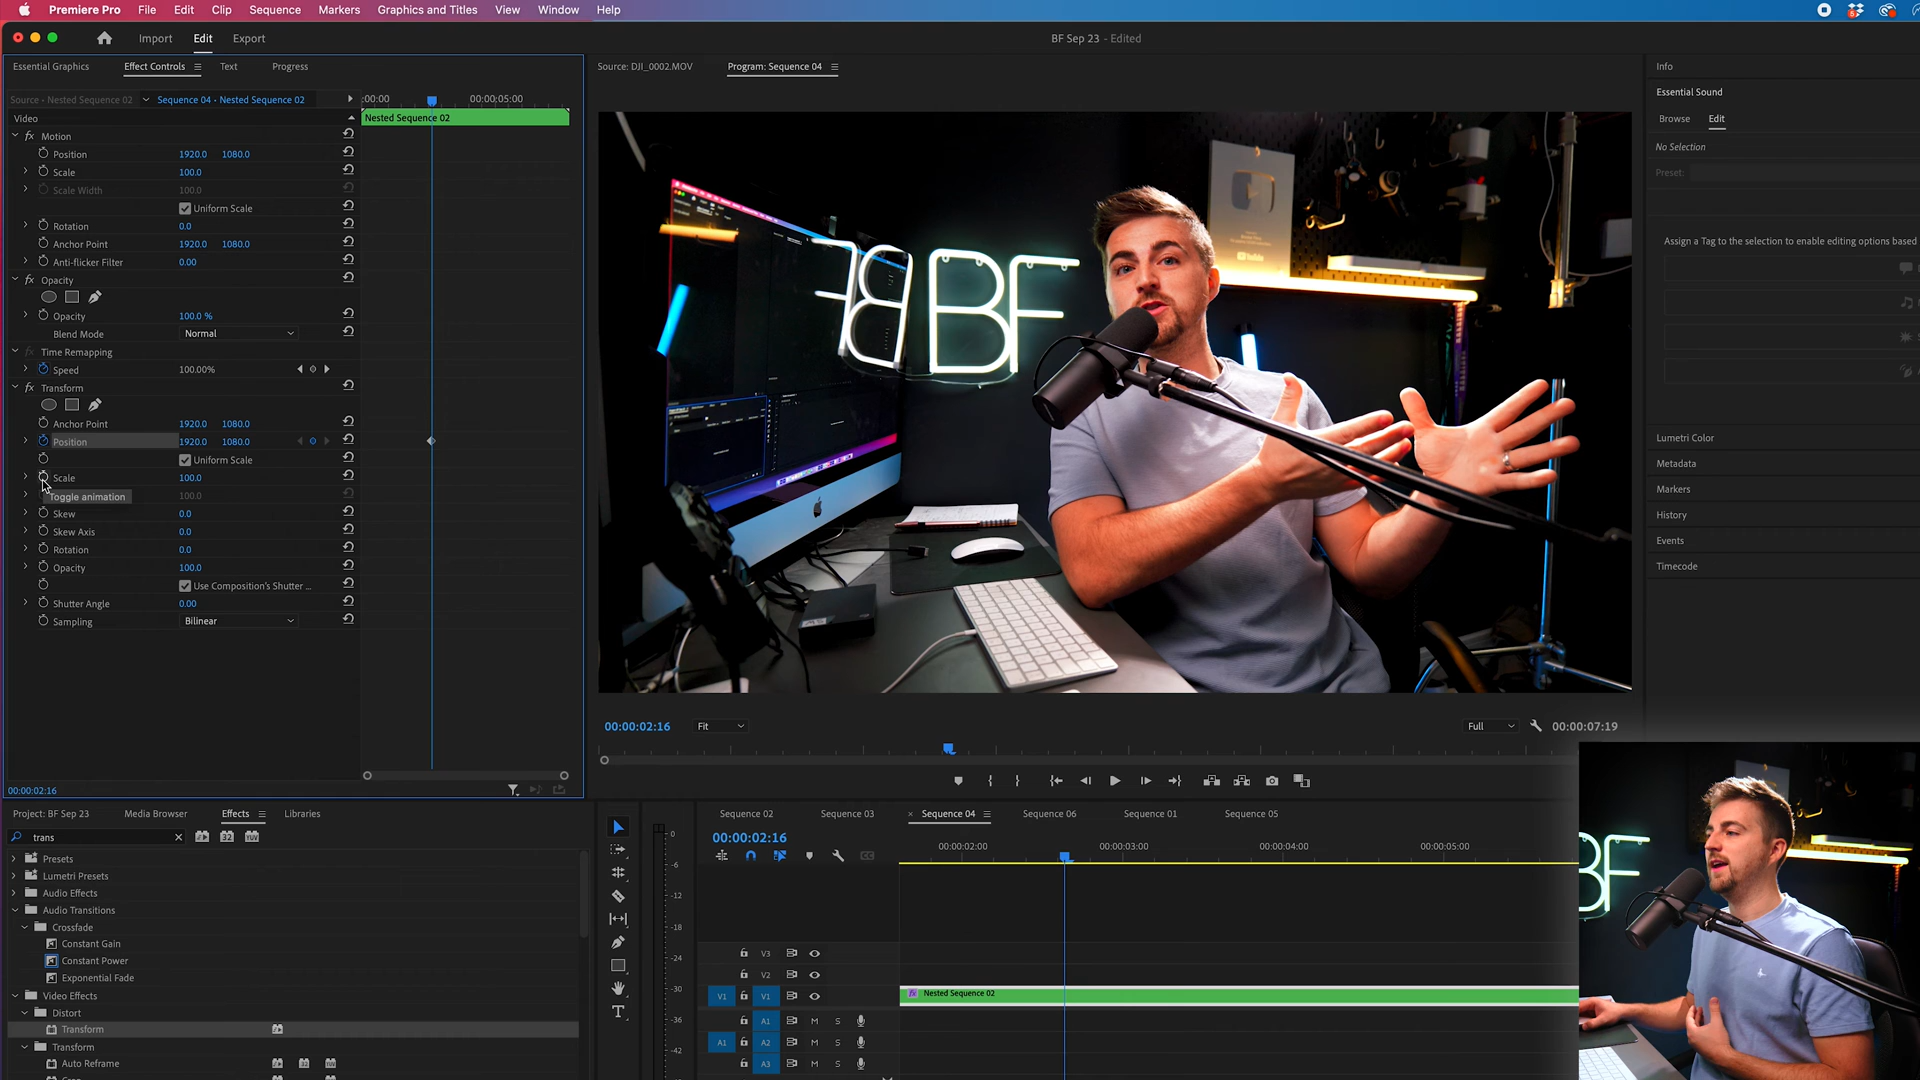 Premiere Pro File Edit Clip Sequence Markers Graphics and Titles View Window Help
Import Edit Export
BF Sep 23 - Edited
Essential Graphics Effect Controls Text Progress
Source: DJI_0002.MOV Program: Sequence 04
Info
Essential Sound
Browse Edit
No Selection
Preset:
Assign a Tag to the selection to enable editing options based
Lumetri Color
Metadata
Markers
History
Events
Timecode
Source - Nested Sequence 02 Sequence 04 - Nested Sequence 02
:00:00 00:00:05:00
Video
Nested Sequence 02
Motion
Position 1920.0 1080.0
Scale 100.0
Scale Width 100.0
Uniform Scale
Rotation 0.0
Anchor Point 1920.0 1080.0
Anti-flicker Filter 0.00
Opacity
Opacity 100.0 %
Blend Mode Normal
Time Remapping
Speed 100.00%
Transform
Anchor Point 1920.0 1080.0
Position 1920.0 1080.0
Uniform Scale
Scale 100.0
Toggle animation 100.0
Skew 0.0
Skew Axis 0.0
Rotation 0.0
Opacity 100.0
Use Composition's Shutter ...
Shutter Angle 0.00
Sampling Bilinear
00:00:02:16
BF
YouTube
00:00:02:16 Fit Full 00:00:07:19
Project: BF Sep 23 Media Browser Effects Libraries
trans
32 YUV
Presets
Lumetri Presets
Audio Effects
Audio Transitions
Crossfade
Constant Gain
Constant Power
Exponential Fade
Video Effects
Distort
Transform
Transform
Auto Reframe
0
-6
-12
-18
-24
-30
-36
-42
Sequence 02 Sequence 03 Sequence 04 Sequence 06 Sequence 01 Sequence 05
00:00:02:16
00:00:02:00 00:00:03:00 00:00:04:00 00:00:05:00
V3
V2
V1 V1 fx Nested Sequence 02
A1 M S
A1 A2 M S
A3 M S
BF